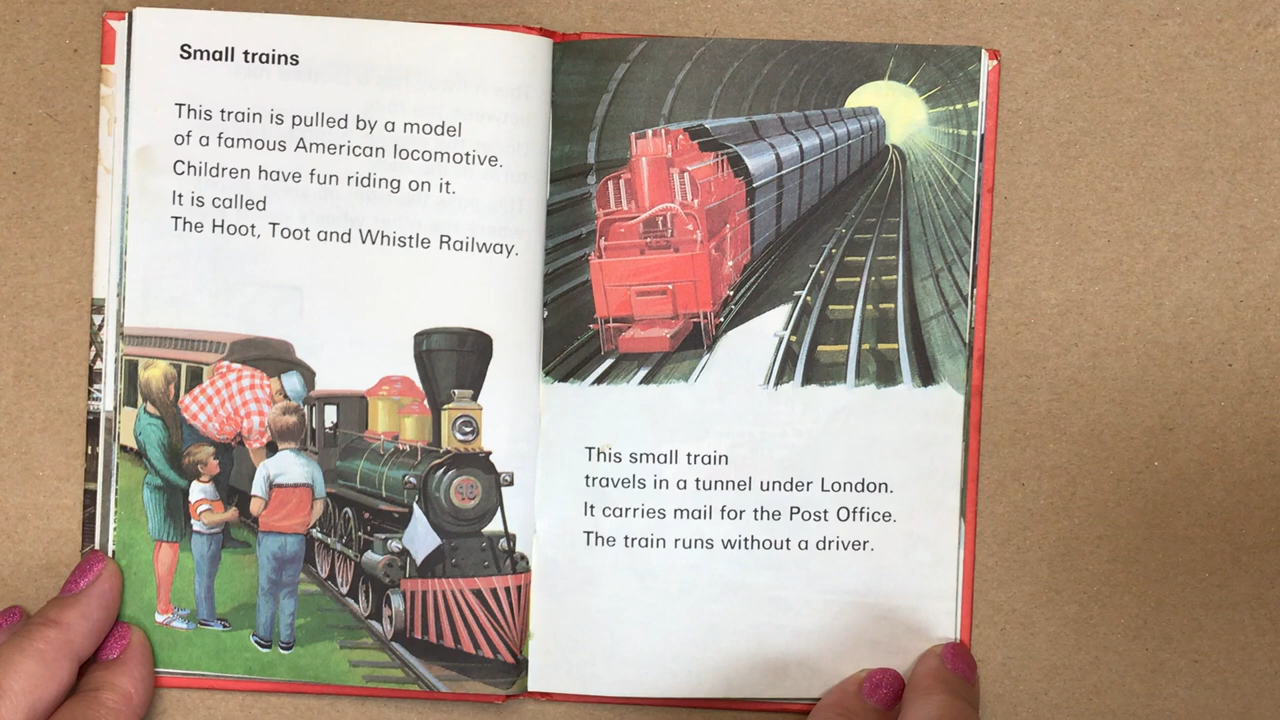 Small trains
This train is pulled by a model
of a famous American locomotive.
Children have fun riding on it.
It is called
The Hoot, Toot and Whistle Railway.
98
This small train
travels in a tunnel under London.
It carries mail for the Post Office.
The train runs without a driver.